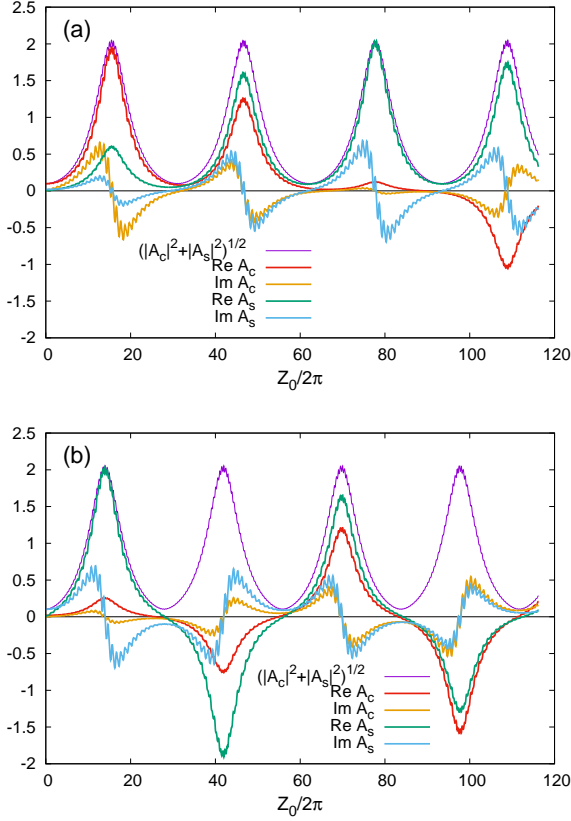 (a)
2.5
2
1.5
1
0.5
0
-0.5
-1
-1.5
-2
(|A_c|^2+|A_s|^2)^{1/2}
Re A_c
Im A_c
Re A_s
Im A_s
0 20 40 60 80 100 120
Z_0/2π
(b)
2.5
2
1.5
1
0.5
0
-0.5
-1
-1.5
-2
(|A_c|^2+|A_s|^2)^{1/2}
Re A_c
Im A_c
Re A_s
Im A_s
0 20 40 60 80 100 120
Z_0/2π